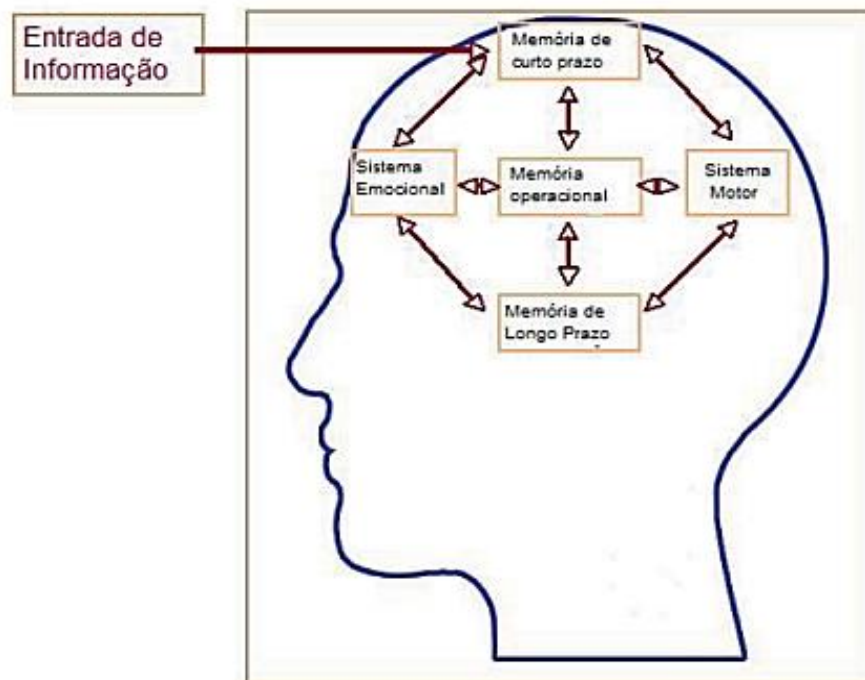 Entrada de
Informação
Memória de
curto prazo
Sistema
Emocional
Memória
operacional
Sistema
Motor
Memória de
Longo Prazo